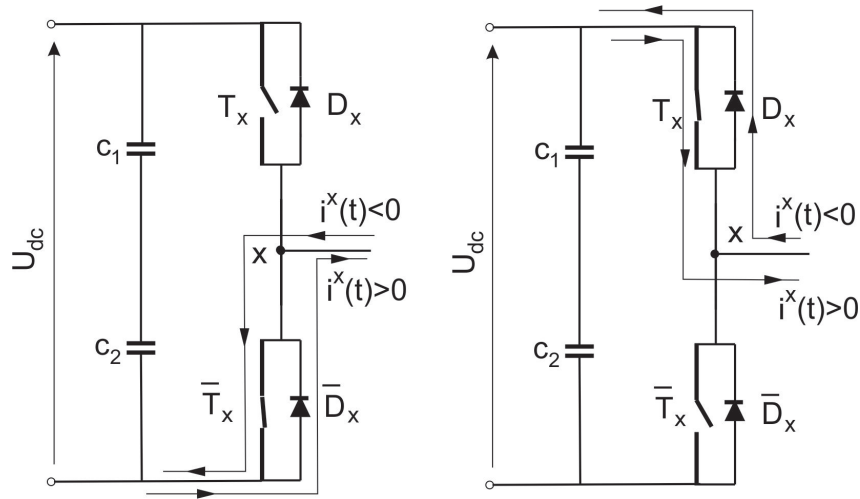 U_dc
c_1
c_2
T_x
D_x
i^x(t)<0
x
i^x(t)>0
T̅_x
D̅_x
U_dc
c_1
c_2
T_x
D_x
i^x(t)<0
x
i^x(t)>0
T̅_x
D̅_x